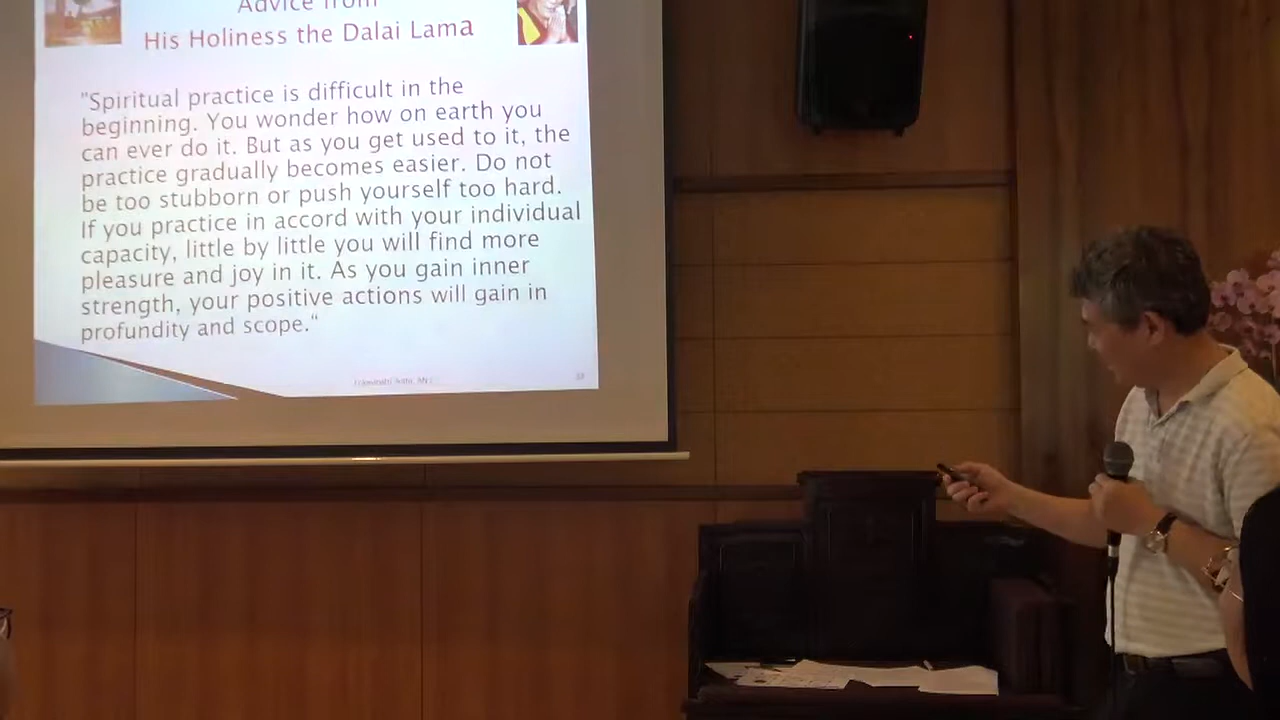 Advice from
His Holiness the Dalai Lama
"Spiritual practice is difficult in the
beginning. You wonder how on earth you
can ever do it. But as you get used to it, the
practice gradually becomes easier. Do not
be too stubborn or push yourself too hard.
If you practice in accord with your individual
capacity, little by little you will find more
pleasure and joy in it. As you gain inner
strength, your positive actions will gain in
profundity and scope."